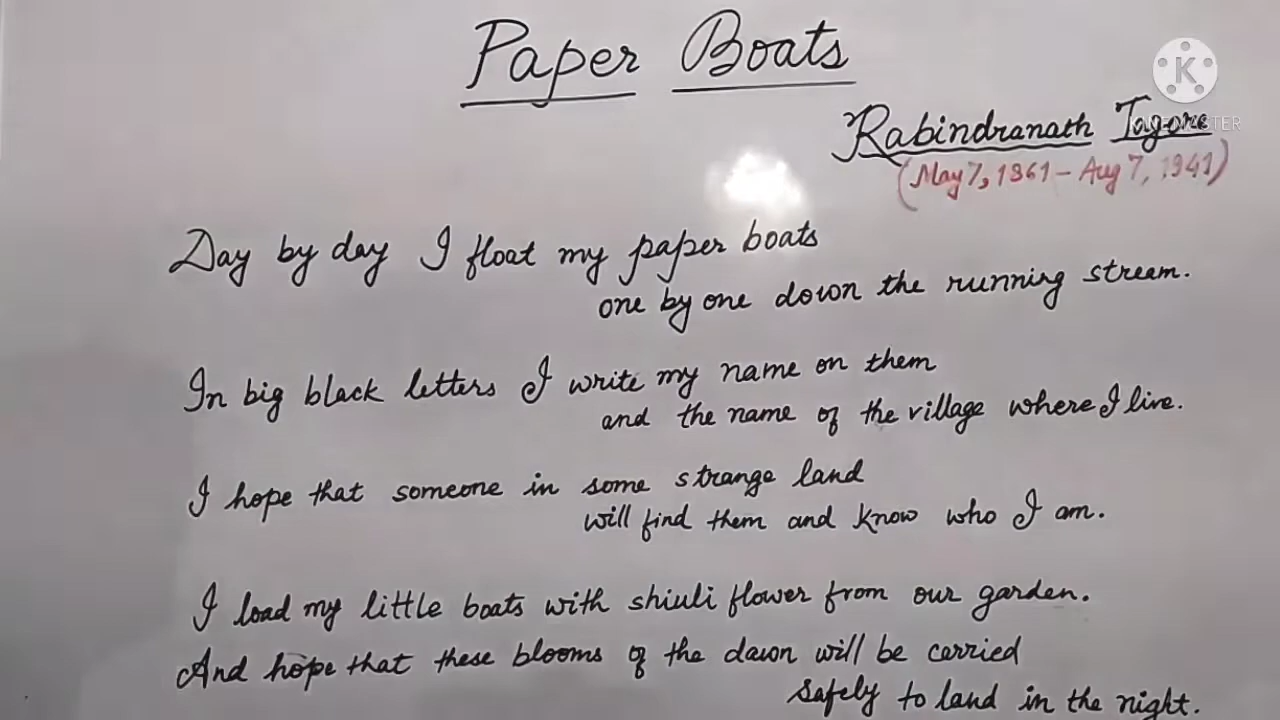 Paper Boats
Rabindranath Tagore
(May 7, 1861 - Aug 7, 1941)
Day by day I float my paper boats
one by one down the running stream.
In big black letters I write my name on them
and the name of the village where I live.
I hope that someone in some strange land
will find them and know who I am.
I load my little boats with shiuli flower from our garden.
And hope that these blooms of the dawn will be carried
safely to land in the night.
K
KINEMASTER